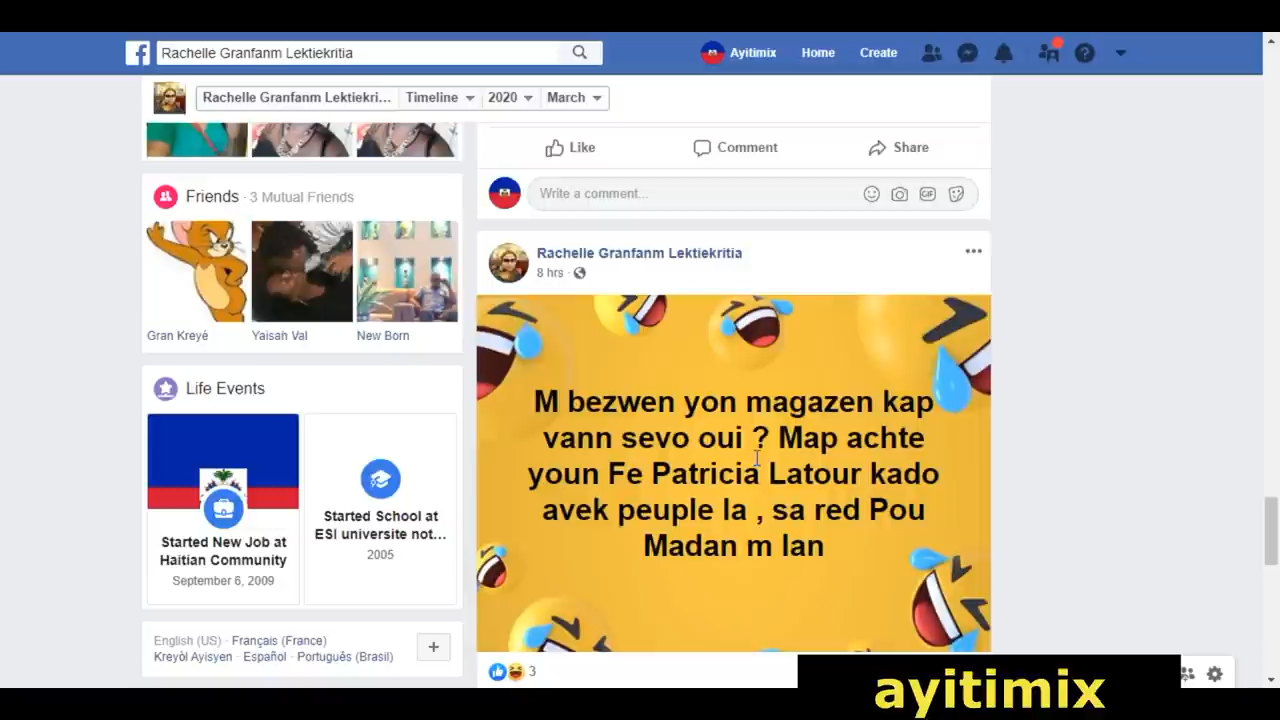 Rachelle Granfanm Lektiekritia
Ayitimix
Home
Create
Rachelle Granfanm Lektiekri...
Timeline
2020
March
Like
Comment
Share
Write a comment...
GIF
Friends · 3 Mutual Friends
Gran Kreyé
Yaisah Val
New Born
Life Events
Started New Job at
Haitian Community
September 6, 2009
Started School at
ESI universite not...
2005
English (US) · Français (France)
Kreyòl Ayisyen · Español · Português (Brasil)
Rachelle Granfanm Lektiekritia
8 hrs ·
M bezwen yon magazen kap
vann sevo oui ? Map achte
youn Fe Patricia Latour kado
avek peuple la , sa red Pou
Madan m lan
3
ayitimix